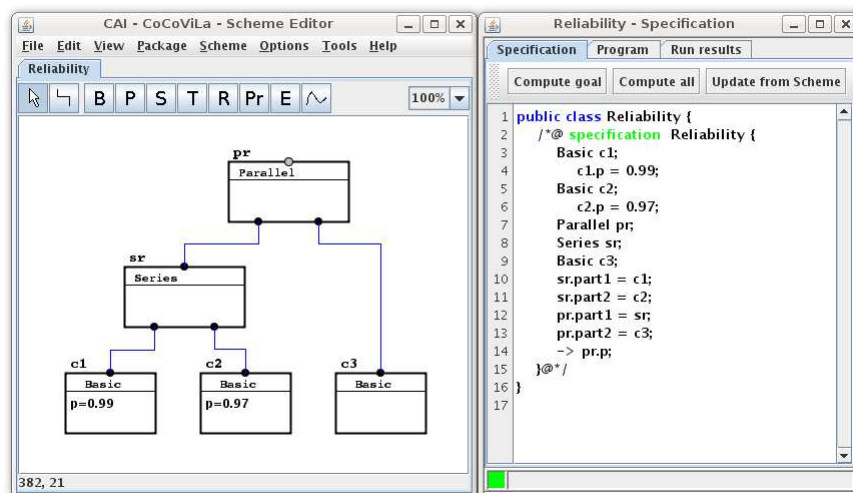 CAI - CoCoViLa - Scheme Editor
File Edit View Package Scheme Options Tools Help
Reliability
B P S T R Pr E 100%
pr
Parallel
sr
Series
c1
Basic
p=0.99
c2
Basic
p=0.97
c3
Basic
382, 21
Reliability - Specification
Specification Program Run results
Compute goal Compute all Update from Scheme
1 public class Reliability {
2 /*@ specification Reliability {
3 Basic c1;
4 c1.p = 0.99;
5 Basic c2;
6 c2.p = 0.97;
7 Parallel pr;
8 Series sr;
9 Basic c3;
10 sr.part1 = c1;
11 sr.part2 = c2;
12 pr.part1 = sr;
13 pr.part2 = c3;
14 -> pr.p;
15 }@*/
16 }
17